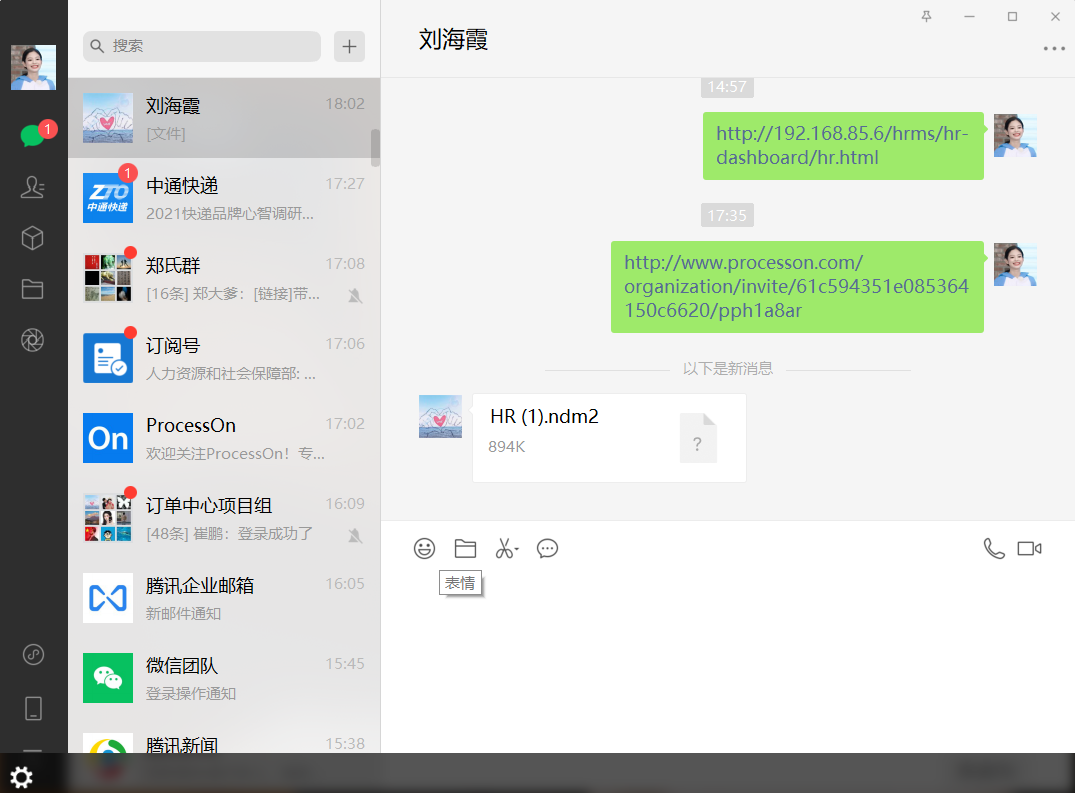 搜索
刘海霞
18:02
[文件]
1
1
ZTO
中通快递
中通快递
17:27
2021快递品牌心智调研...
郑氏群
17:08
[16条] 郑大爹：[链接]带...
订阅号
17:06
人力资源和社会保障部: ...
On
ProcessOn
17:02
欢迎关注ProcessOn！专...
订单中心项目组
16:09
[48条] 崔鹏：登录成功了
腾讯企业邮箱
16:05
新邮件通知
微信团队
15:45
登录操作通知
腾讯新闻
15:38
刘海霞
14:57
http://192.168.85.6/hrms/hr-
dashboard/hr.html
17:35
http://www.processon.com/
organization/invite/61c594351e085364
150c6620/pph1a8ar
以下是新消息
HR (1).ndm2
894K
?
表情